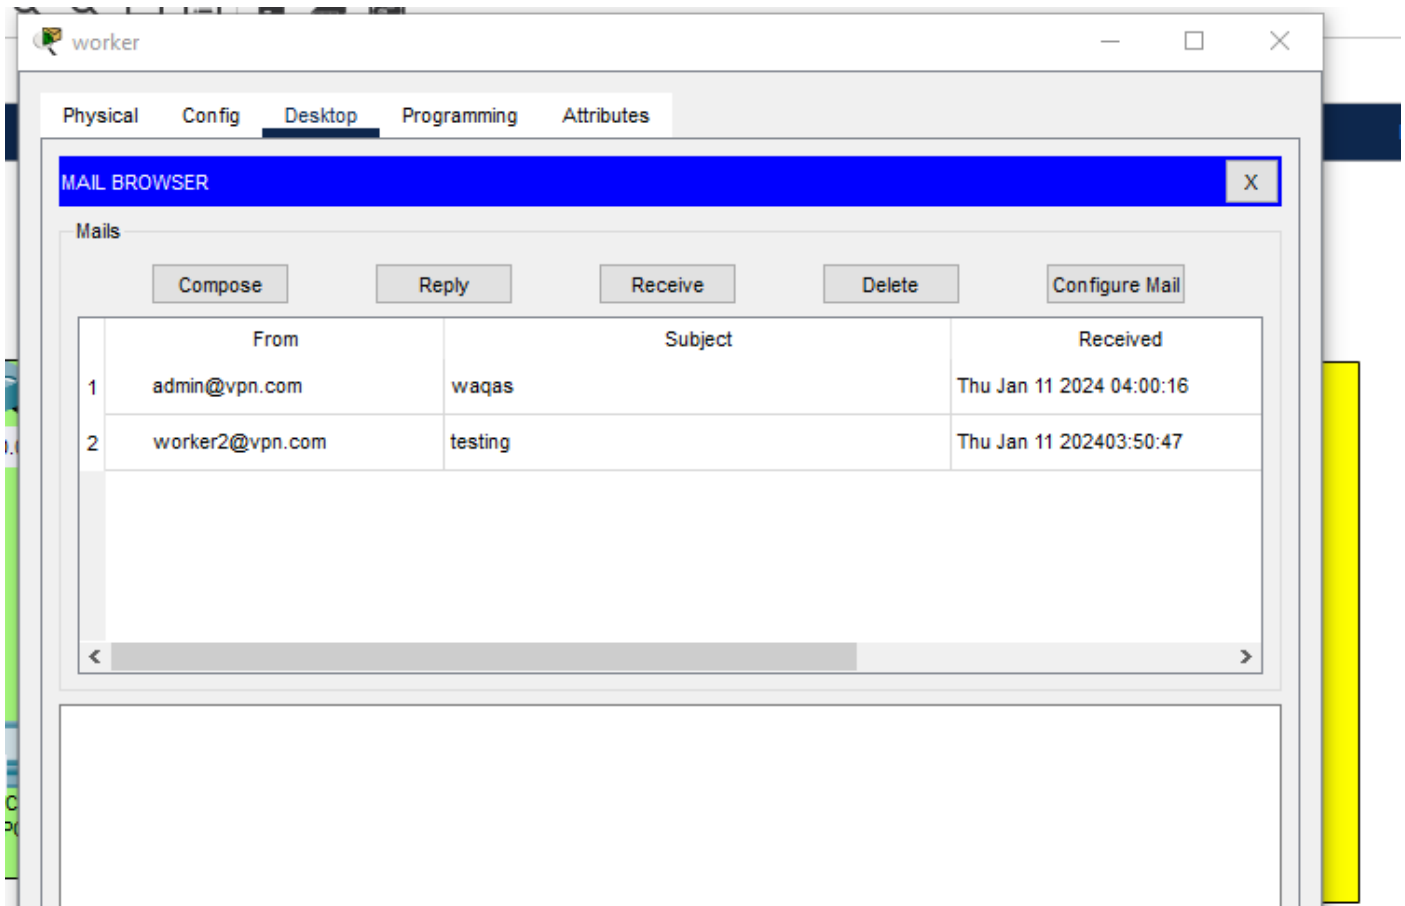 worker
Physical Config Desktop Programming Attributes
MAIL BROWSER X
Mails
Compose Reply Receive Delete Configure Mail
From Subject Received
1 admin@vpn.com waqas Thu Jan 11 2024 04:00:16
2 worker2@vpn.com testing Thu Jan 11 202403:50:47